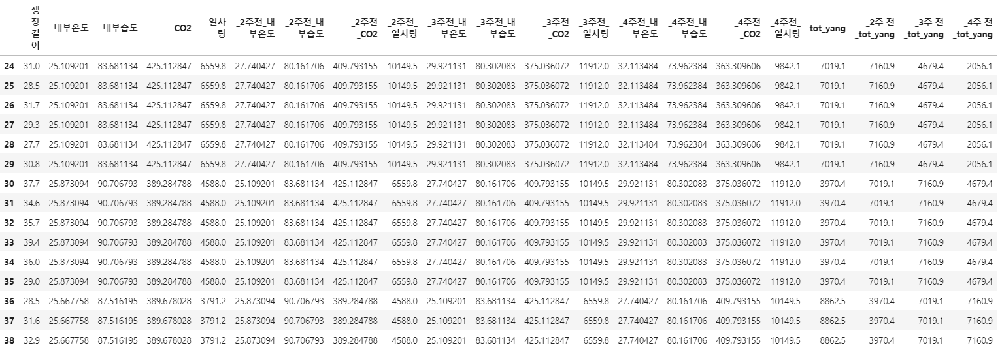 생장길이 내부온도 내부습도 CO2 일사량 _2주전_내부온도 _2주전_내부습도 _2주전_CO2 _2주전_일사량 _3주전_내부온도 _3주전_내부습도 _3주전_CO2 _3주전_일사량 _4주전_내부온도 _4주전_내부습도 _4주전_CO2 _4주전_일사량 tot_yang _2주 전_tot_yang _3주 전_tot_yang _4주 전_tot_yang
24 31.0 25.109201 83.681134 425.112847 6559.8 27.740427 80.161706 409.793155 10149.5 29.921131 80.302083 375.036072 11912.0 32.113484 73.962384 363.309606 9842.1 7019.1 7160.9 4679.4 2056.1
25 28.5 25.109201 83.681134 425.112847 6559.8 27.740427 80.161706 409.793155 10149.5 29.921131 80.302083 375.036072 11912.0 32.113484 73.962384 363.309606 9842.1 7019.1 7160.9 4679.4 2056.1
26 31.7 25.109201 83.681134 425.112847 6559.8 27.740427 80.161706 409.793155 10149.5 29.921131 80.302083 375.036072 11912.0 32.113484 73.962384 363.309606 9842.1 7019.1 7160.9 4679.4 2056.1
27 29.3 25.109201 83.681134 425.112847 6559.8 27.740427 80.161706 409.793155 10149.5 29.921131 80.302083 375.036072 11912.0 32.113484 73.962384 363.309606 9842.1 7019.1 7160.9 4679.4 2056.1
28 27.7 25.109201 83.681134 425.112847 6559.8 27.740427 80.161706 409.793155 10149.5 29.921131 80.302083 375.036072 11912.0 32.113484 73.962384 363.309606 9842.1 7019.1 7160.9 4679.4 2056.1
29 30.8 25.109201 83.681134 425.112847 6559.8 27.740427 80.161706 409.793155 10149.5 29.921131 80.302083 375.036072 11912.0 32.113484 73.962384 363.309606 9842.1 7019.1 7160.9 4679.4 2056.1
30 37.7 25.873094 90.706793 389.284788 4588.0 25.109201 83.681134 425.112847 6559.8 27.740427 80.161706 409.793155 10149.5 29.921131 80.302083 375.036072 11912.0 3970.4 7019.1 7160.9 4679.4
31 34.6 25.873094 90.706793 389.284788 4588.0 25.109201 83.681134 425.112847 6559.8 27.740427 80.161706 409.793155 10149.5 29.921131 80.302083 375.036072 11912.0 3970.4 7019.1 7160.9 4679.4
32 35.7 25.873094 90.706793 389.284788 4588.0 25.109201 83.681134 425.112847 6559.8 27.740427 80.161706 409.793155 10149.5 29.921131 80.302083 375.036072 11912.0 3970.4 7019.1 7160.9 4679.4
33 39.4 25.873094 90.706793 389.284788 4588.0 25.109201 83.681134 425.112847 6559.8 27.740427 80.161706 409.793155 10149.5 29.921131 80.302083 375.036072 11912.0 3970.4 7019.1 7160.9 4679.4
34 36.0 25.873094 90.706793 389.284788 4588.0 25.109201 83.681134 425.112847 6559.8 27.740427 80.161706 409.793155 10149.5 29.921131 80.302083 375.036072 11912.0 3970.4 7019.1 7160.9 4679.4
35 29.0 25.873094 90.706793 389.284788 4588.0 25.109201 83.681134 425.112847 6559.8 27.740427 80.161706 409.793155 10149.5 29.921131 80.302083 375.036072 11912.0 3970.4 7019.1 7160.9 4679.4
36 28.5 25.667758 87.516195 389.678028 3791.2 25.873094 90.706793 389.284788 4588.0 25.109201 83.681134 425.112847 6559.8 27.740427 80.161706 409.793155 10149.5 8862.5 3970.4 7019.1 7160.9
37 31.6 25.667758 87.516195 389.678028 3791.2 25.873094 90.706793 389.284788 4588.0 25.109201 83.681134 425.112847 6559.8 27.740427 80.161706 409.793155 10149.5 8862.5 3970.4 7019.1 7160.9
38 32.9 25.667758 87.516195 389.678028 3791.2 25.873094 90.706793 389.284788 4588.0 25.109201 83.681134 425.112847 6559.8 27.740427 80.161706 409.793155 10149.5 8862.5 3970.4 7019.1 7160.9